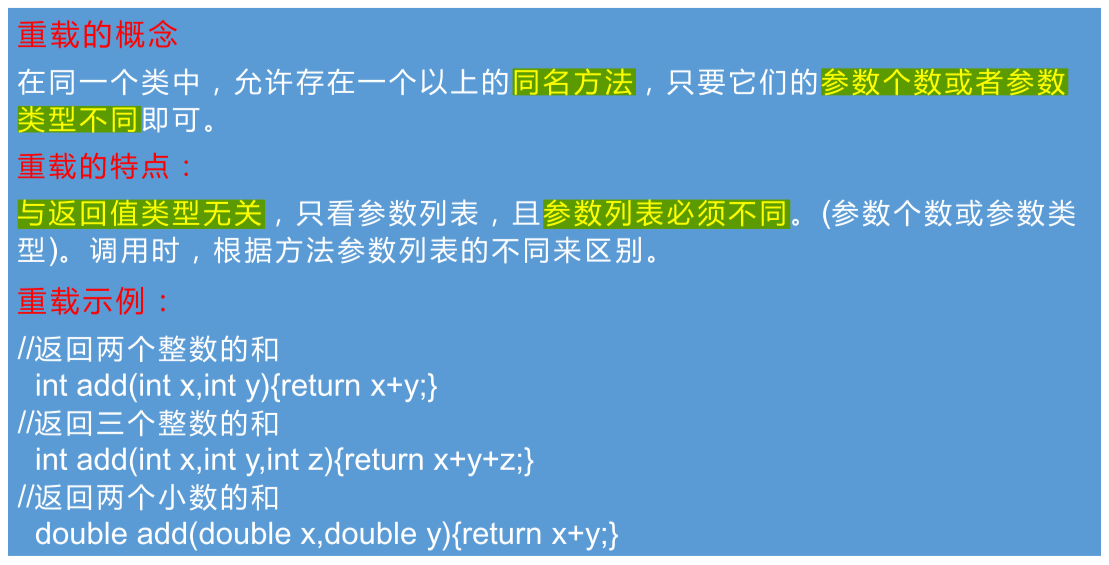 重载的概念
在同一个类中，允许存在一个以上的同名方法，只要它们的参数个数或者参数
类型不同即可。
重载的特点：
与返回值类型无关，只看参数列表，且参数列表必须不同。(参数个数或参数类
型)。调用时，根据方法参数列表的不同来区别。
重载示例：
//返回两个整数的和
int add(int x,int y){return x+y;}
//返回三个整数的和
int add(int x,int y,int z){return x+y+z;}
//返回两个小数的和
double add(double x,double y){return x+y;}